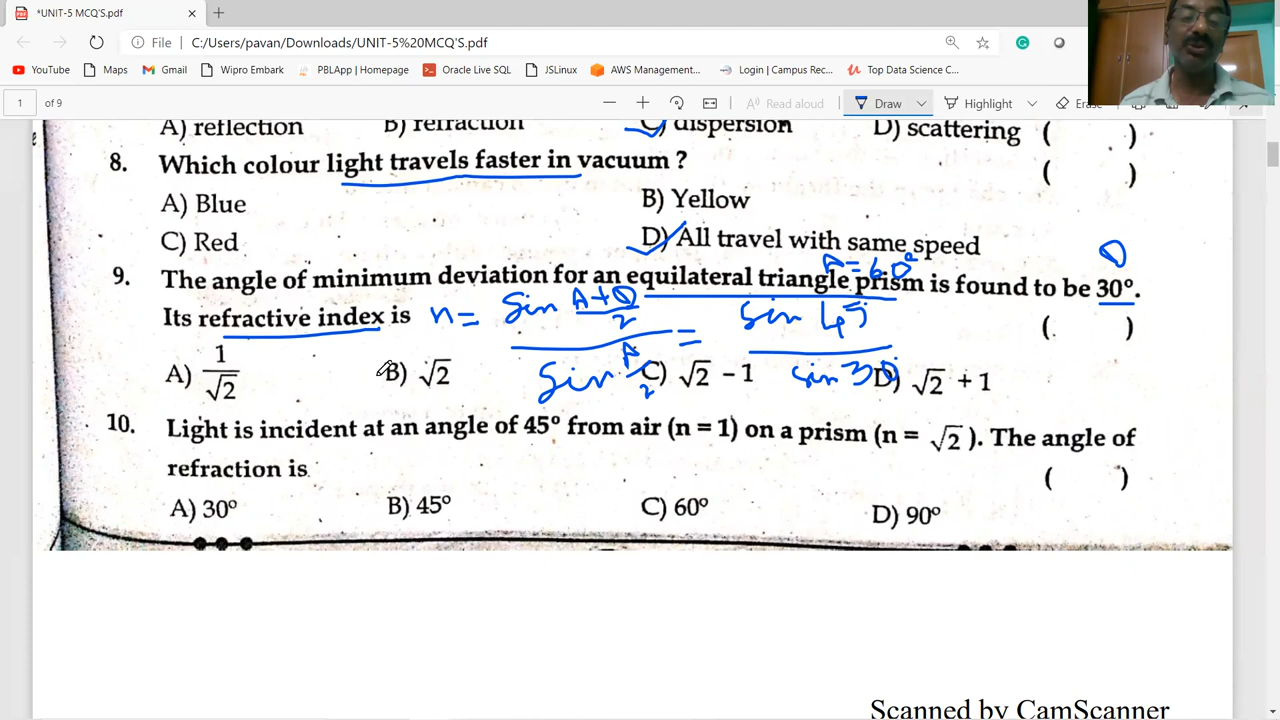 *UNIT-5 MCQ'S.pdf
File C:/Users/pavan/Downloads/UNIT-5%20MCQ'S.pdf
YouTube Maps Gmail Wipro Embark PBLApp | Homepage Oracle Live SQL JSLinux AWS Management... Login | Campus Rec... Top Data Science C...
1 of 9 Read aloud Draw Highlight Erase
A) reflection B) refraction C) dispersion D) scattering ( )
8. Which colour light travels faster in vacuum ? ( )
A) Blue B) Yellow
C) Red D) All travel with same speed
A = 60° D
9. The angle of minimum deviation for an equilateral triangle prism is found to be 30°.
Its refractive index is n = sin A+D/2 / sin A/2 = sin 45 / sin 30 ( )
A) 1/√2 B) √2 C) √2 - 1 D) √2 + 1
10. Light is incident at an angle of 45° from air (n = 1) on a prism (n = √2 ). The angle of
refraction is ( )
A) 30° B) 45° C) 60° D) 90°
Scanned by CamScanner